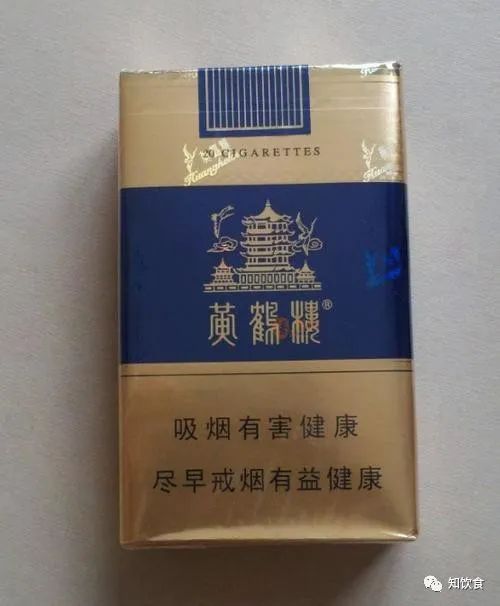 20 CIGARETTES
Huanghelou
黄鹤楼®
吸烟有害健康
尽早戒烟有益健康
知饮食